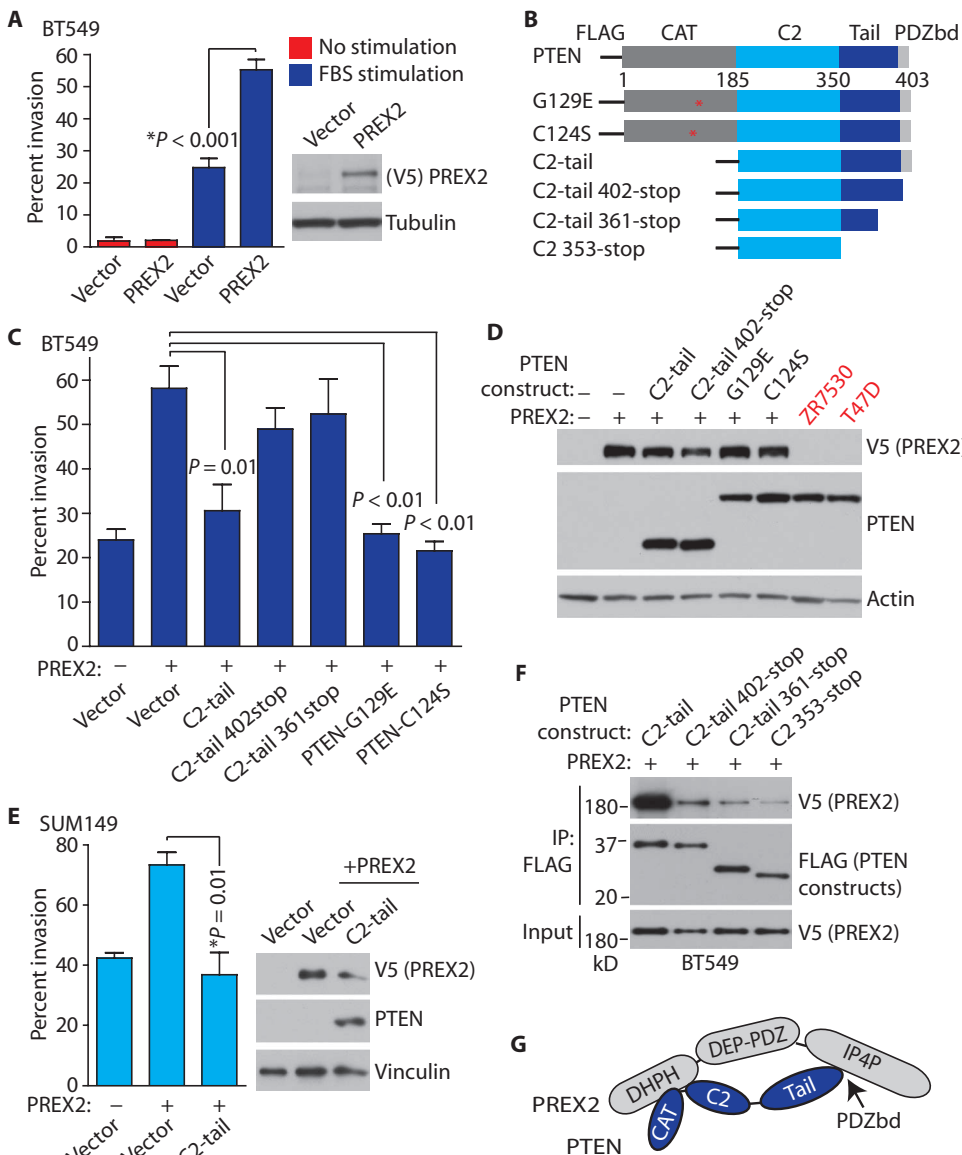 A
BT549
No stimulation
FBS stimulation
Percent invasion
60
50
40
30
20
10
0
*P < 0.001
Vector
PREX2
Vector
PREX2
Vector
PREX2
(V5) PREX2
Tubulin
B
FLAG CAT C2 Tail PDZbd
PTEN
1 185 350 403
G129E *
C124S *
C2-tail
C2-tail 402-stop
C2-tail 361-stop
C2 353-stop
C
BT549
Percent invasion
60
50
40
30
20
10
0
P = 0.01
P < 0.01
P < 0.01
PREX2: – + + + + + +
Vector
Vector
C2-tail
C2-tail 402stop
C2-tail 361stop
PTEN-G129E
PTEN-C124S
D
PTEN construct: – – C2-tail C2-tail 402-stop G129E C124S ZR7530 T47D
PREX2: – + + + + +
V5 (PREX2)
PTEN
Actin
E
SUM149
Percent invasion
80
60
40
20
0
*P = 0.01
PREX2: – + +
Vector
Vector
C2-tail
+PREX2
Vector
Vector
C2-tail
V5 (PREX2)
PTEN
Vinculin
F
PTEN construct: C2-tail C2-tail 402-stop C2-tail 361-stop C2 353-stop
PREX2: + + + +
IP: FLAG
180
V5 (PREX2)
37
20
FLAG (PTEN constructs)
Input
180
V5 (PREX2)
kD
BT549
G
PREX2
DHPH
DEP-PDZ
IP4P
PTEN
CAT
C2
Tail
PDZbd